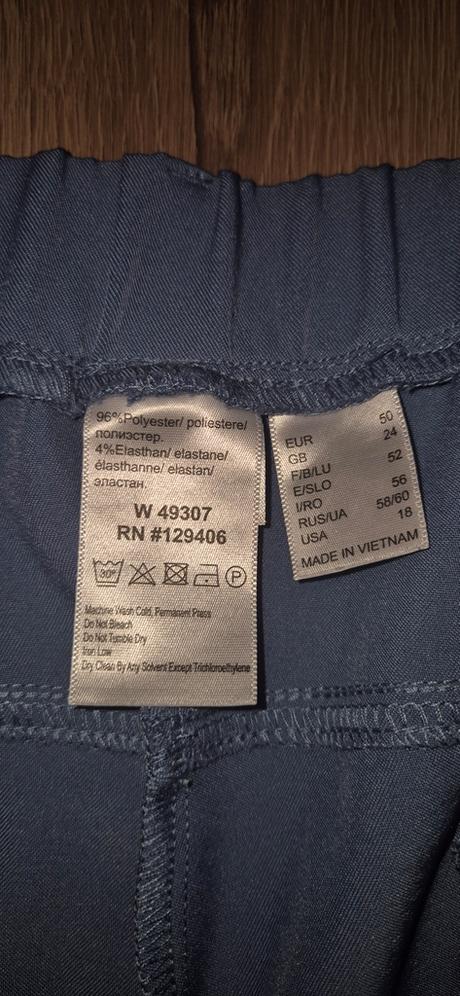 96%Polyester/ poliestere/
полиэстер.
4%Elasthan/ elastane/
élasthanne/ elastan/
эластан.
W 49307
RN #129406
30°
P
Machine Wash Cold, Permanent Press
Do Not Bleach
Do Not Tumble Dry
Iron Low
Dry Clean By Any Solvent Except Trichloroethylene
EUR 50
GB 24
F/B/LU 52
E/SLO
I/RO 56
RUS/UA 58/60
USA 18
MADE IN VIETNAM